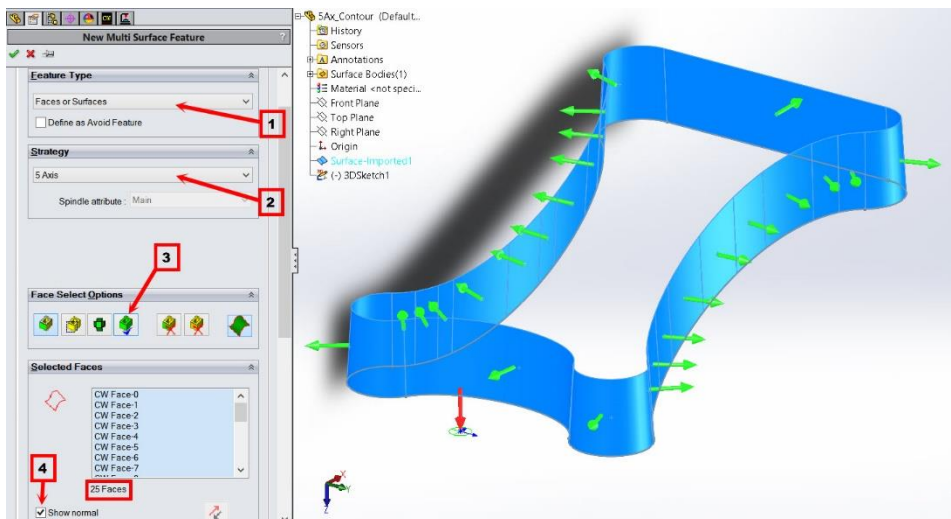 New Multi Surface Feature
?
Feature Type
Faces or Surfaces
Define as Avoid Feature
1
Strategy
5 Axis
Spindle attribute : Main
2
3
Face Select Options
Selected Faces
CW Face-0
CW Face-1
CW Face-2
CW Face-3
CW Face-4
CW Face-5
CW Face-6
CW Face-7
4
25 Faces
Show normal
5Ax_Contour (Default...
History
Sensors
Annotations
Surface Bodies(1)
Material <not speci...
Front Plane
Top Plane
Right Plane
Origin
Surface-Imported1
(-) 3DSketch1
X
Y
Z